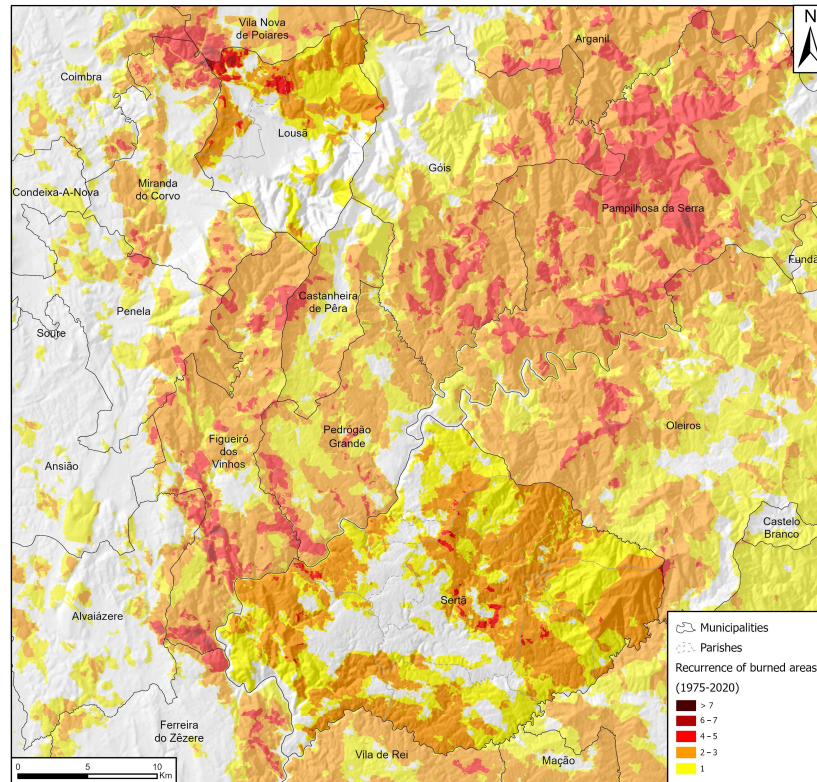 Vila Nova
de Poiares
N
Arganil
Coimbra
Lousã
Góis
Condeixa-A-Nova
Miranda
do Corvo
Pampilhosa da Serra
Castanheira
de Pêra
Penela
Soure
Figueiró
dos
Vinhos
Pedrógão
Grande
Oleiros
Ansião
Castelo
Branco
Sertã
Alvaiázere
Ferreira
do Zêzere
Vila de Rei
Mação
0 5 10
Km
Municipalities
Parishes
Recurrence of burned areas
(1975-2020)
> 7
6 - 7
4 - 5
2 - 3
1